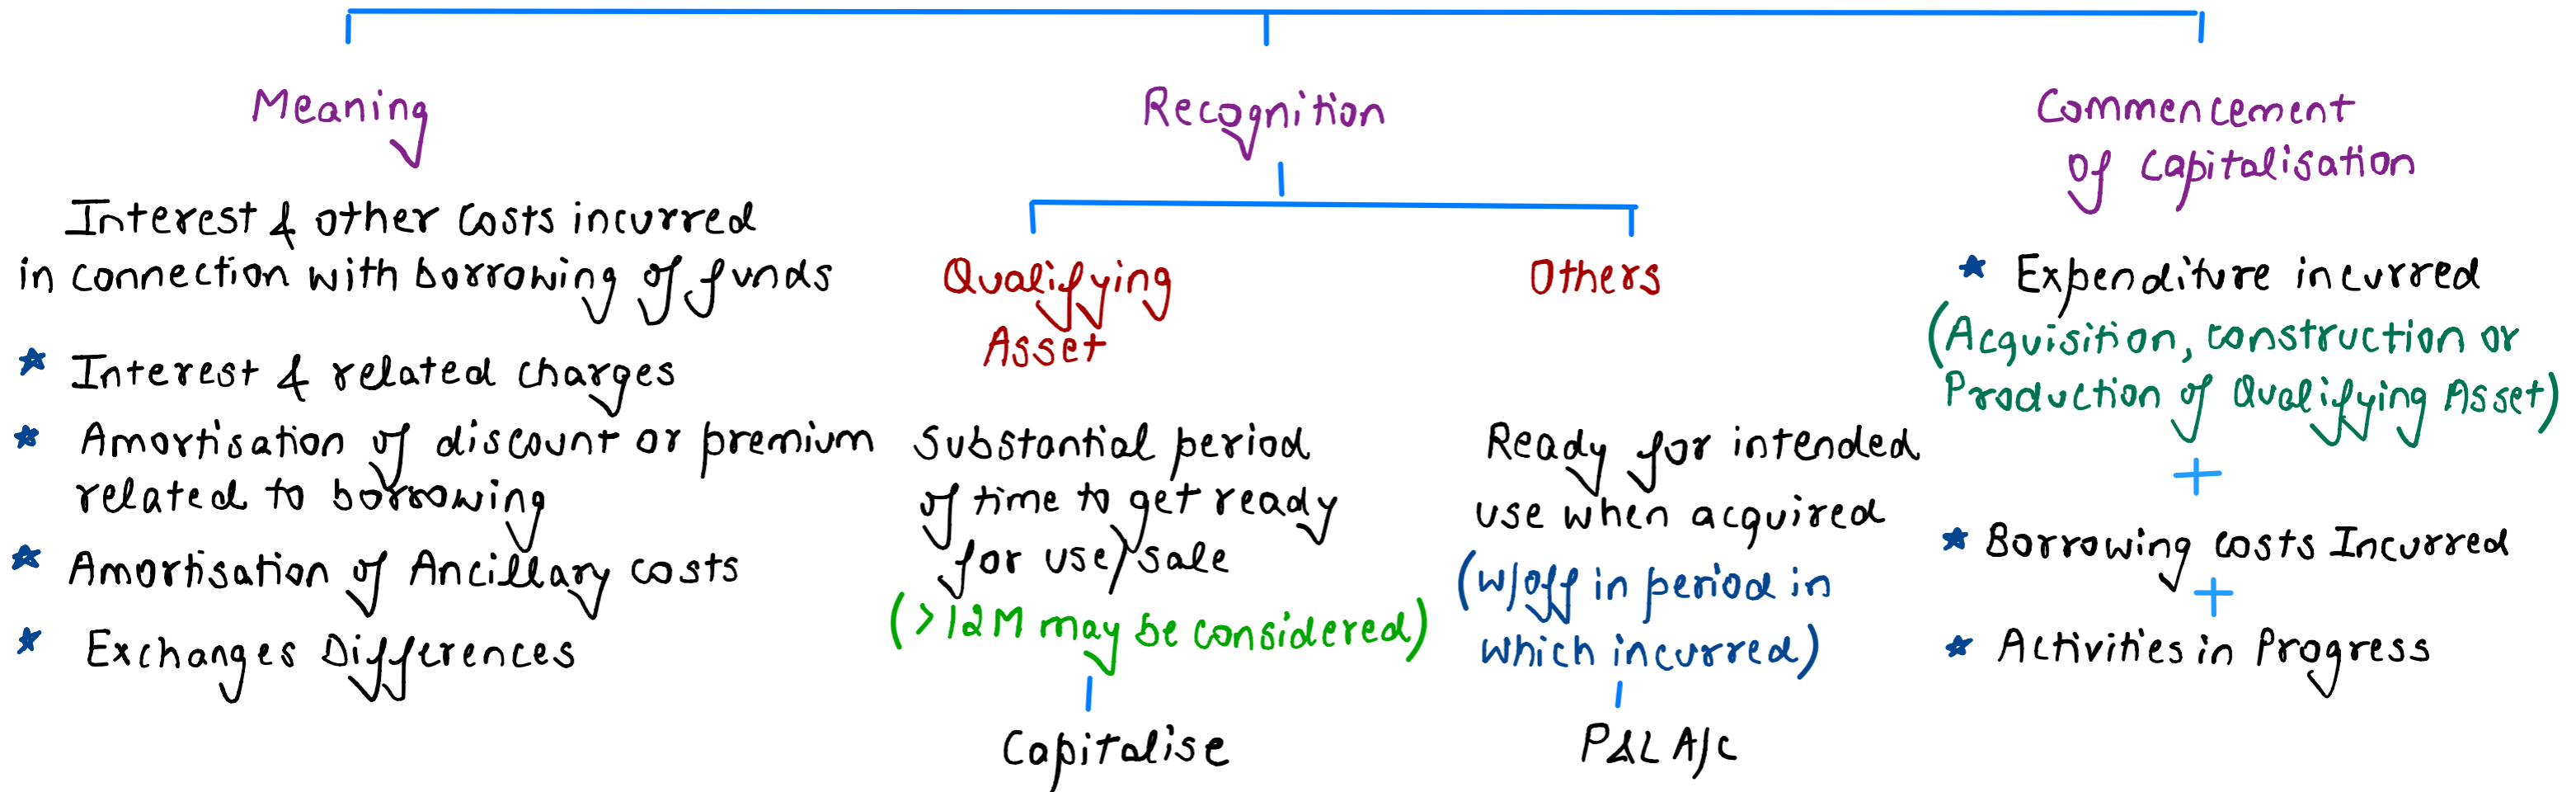 Meaning
Interest & other costs incurred
in connection with borrowing of funds
* Interest & related charges
* Amortisation of discount or premium
related to borrowing
* Amortisation of Ancillary costs
* Exchanges Differences
Recognition
Qualifying
Asset
Substantial period
of time to get ready
for use/sale
(>12M may be considered)
Capitalise
Others
Ready for intended
use when acquired
(w/off in period in
which incurred)
P&L A/c
Commencement
of Capitalisation
* Expenditure incurred
(Acquisition, construction or
Production of Qualifying Asset)
+
* Borrowing costs Incurred
+
* Activities in Progress